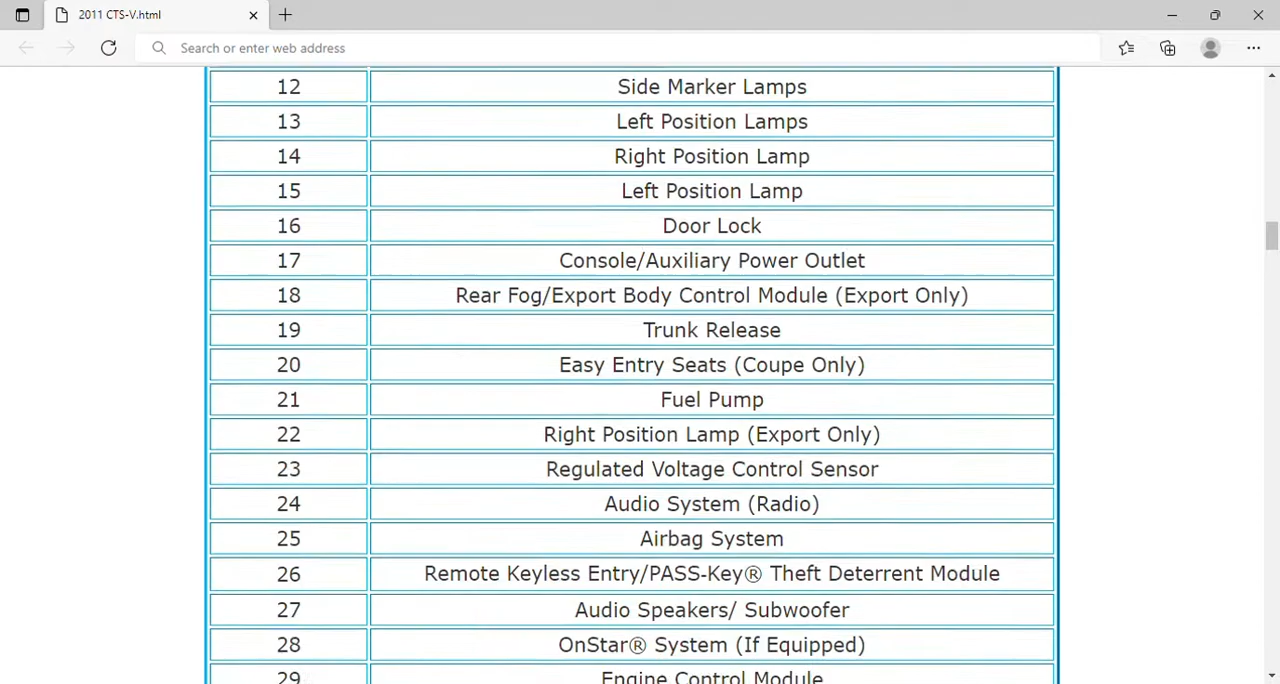 2011 CTS-V.html
Search or enter web address
12 Side Marker Lamps
13 Left Position Lamps
14 Right Position Lamp
15 Left Position Lamp
16 Door Lock
17 Console/Auxiliary Power Outlet
18 Rear Fog/Export Body Control Module (Export Only)
19 Trunk Release
20 Easy Entry Seats (Coupe Only)
21 Fuel Pump
22 Right Position Lamp (Export Only)
23 Regulated Voltage Control Sensor
24 Audio System (Radio)
25 Airbag System
26 Remote Keyless Entry/PASS-Key® Theft Deterrent Module
27 Audio Speakers/ Subwoofer
28 OnStar® System (If Equipped)
29 Engine Control Module